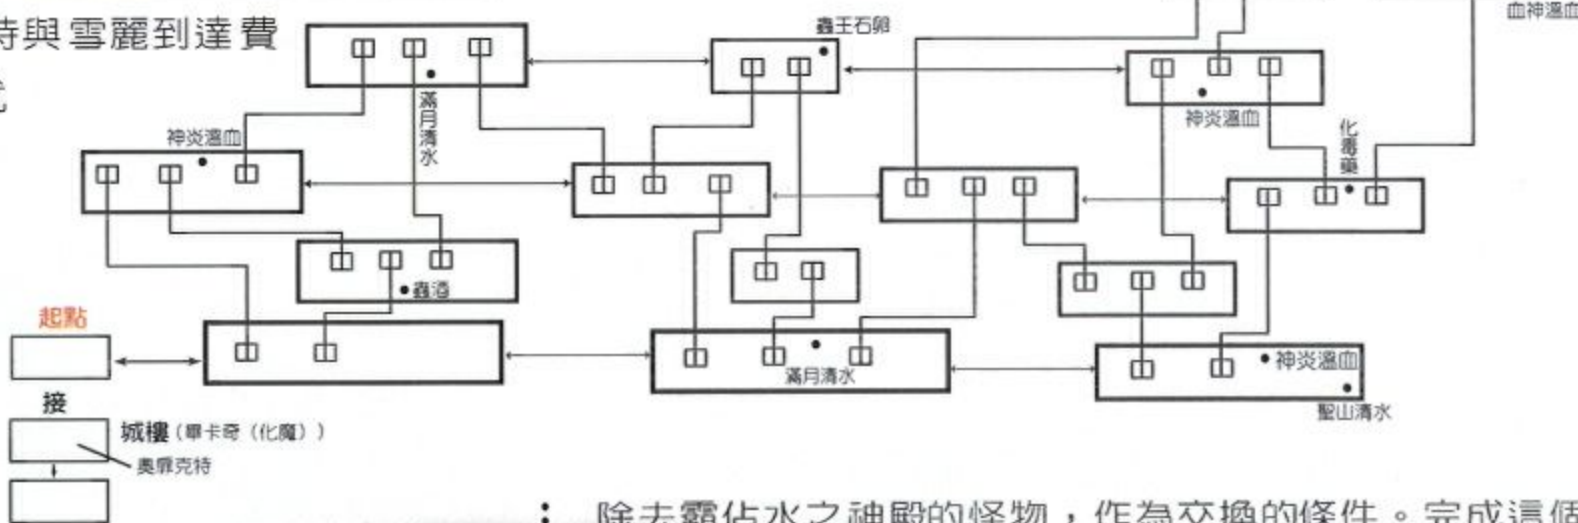 時與雪麗到達費
蟲王石卵
血神溫血
滿月清水
神炎溫血
神炎溫血
化毒藥
蟲酒
起點
滿月清水
神炎溫血
聖山清水
接
城樓(畢卡奇(化魔))
奧屝克特
除去霸佔水之神殿的怪物,作為交換的條件。完成這個